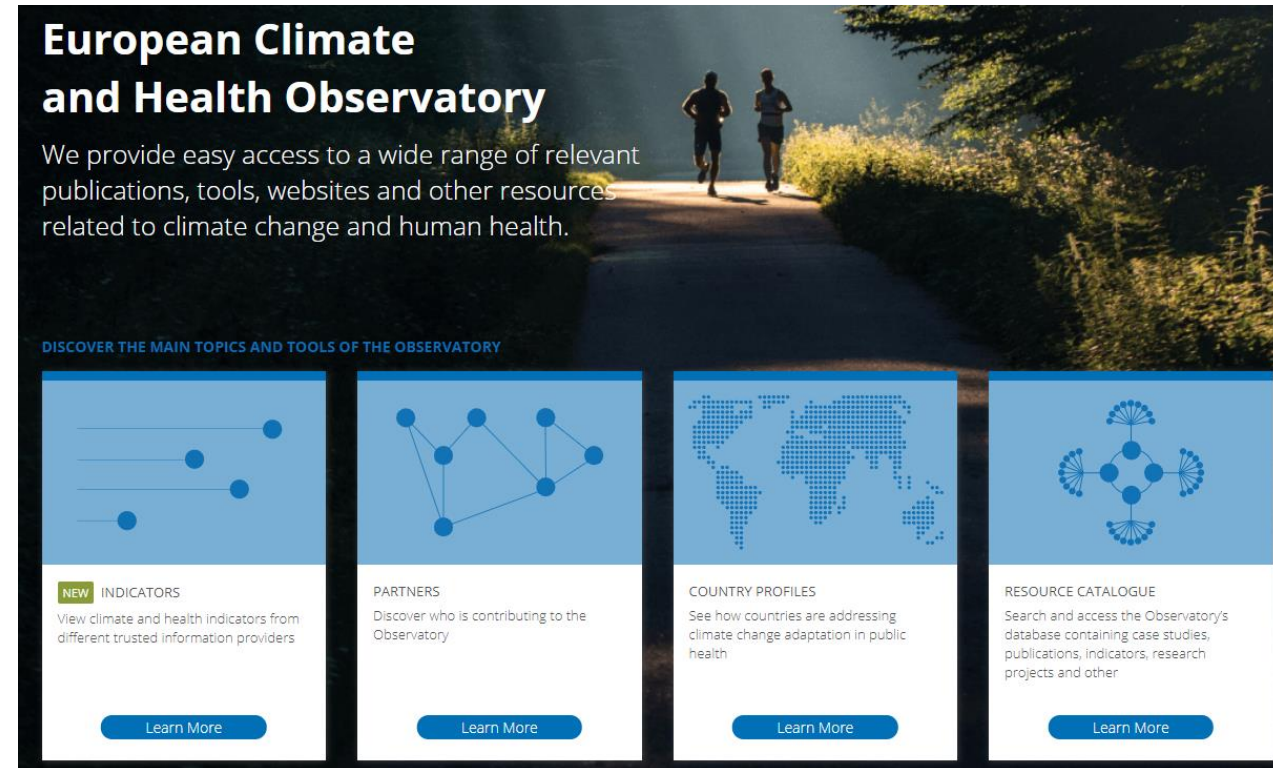 European Climate
and Health Observatory
We provide easy access to a wide range of relevant
publications, tools, websites and other resources
related to climate change and human health.
DISCOVER THE MAIN TOPICS AND TOOLS OF THE OBSERVATORY
NEW INDICATORS
View climate and health indicators from
different trusted information providers
Learn More
PARTNERS
Discover who is contributing to the
Observatory
Learn More
COUNTRY PROFILES
See how countries are addressing
climate change adaptation in public
health
Learn More
RESOURCE CATALOGUE
Search and access the Observatory's
database containing case studies,
publications, indicators, research
projects and other
Learn More